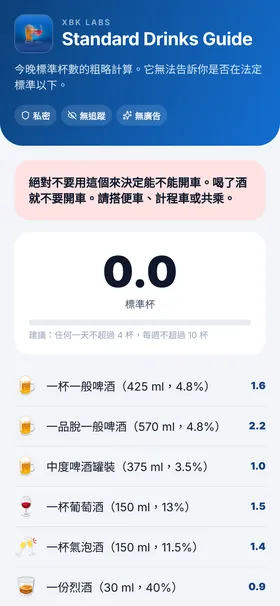 XBK LABS
Standard Drinks Guide
今晚標準杯數的粗略計算。它無法告訴你是否在法定
標準以下。
私密
無追蹤
無廣告
絕對不要用這個來決定能不能開車。喝了酒
就不要開車。請搭便車、計程車或共乘。
0.0
標準杯
建議：任何一天不超過 4 杯，每週不超過 10 杯
一杯一般啤酒（425 ml，4.8%） 1.6
一品脫一般啤酒（570 ml，4.8%） 2.2
中度啤酒罐裝（375 ml，3.5%） 1.0
一杯葡萄酒（150 ml，13%） 1.5
一杯氣泡酒（150 ml，11.5%） 1.4
一份烈酒（30 ml，40%） 0.9